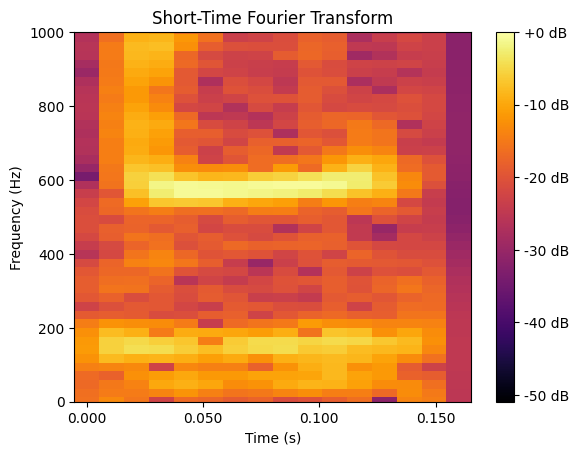 Short-Time Fourier Transform
1000
800
600
400
200
0
Frequency (Hz)
0.000
0.050
0.100
0.150
Time (s)
+0 dB
-10 dB
-20 dB
-30 dB
-40 dB
-50 dB